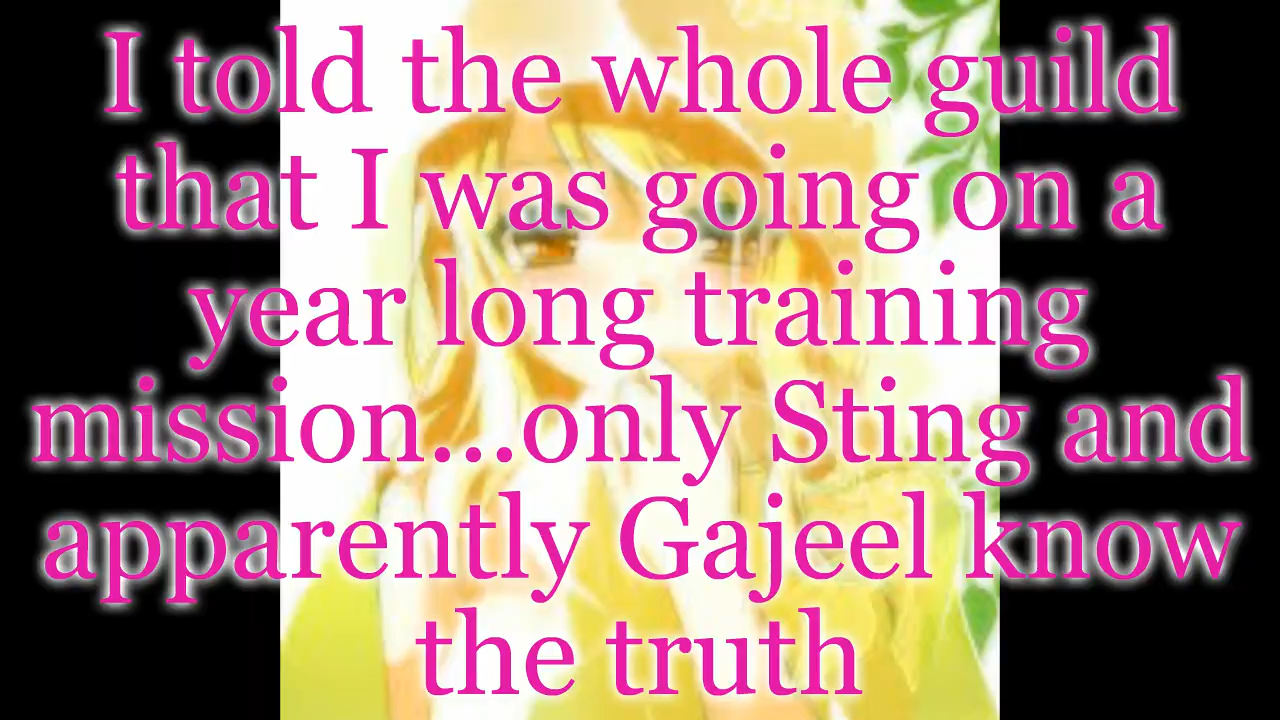 I told the whole guild
that I was going on a
year long training
mission...only Sting and
apparently Gajeel know
the truth